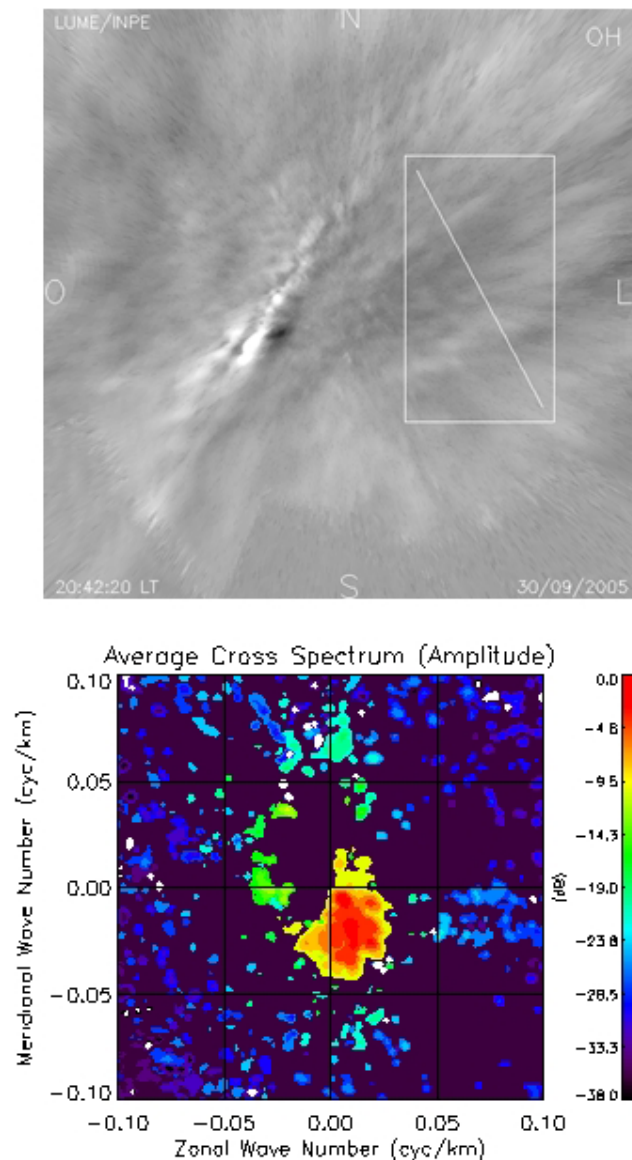 LUME/INPE
N
OH
O
L
S
20:42:20 LT
30/09/2005
Average Cross Spectrum (Amplitude)
Meridional Wave Number (cyc/km)
0.10
0.05
0.00
-0.05
-0.10
-0.10
-0.05
0.00
0.05
0.10
Zonal Wave Number (cyc/km)
0.0
-4.8
-9.5
-14.3
-19.0
-23.8
-28.5
-33.3
-38.0
(dB)